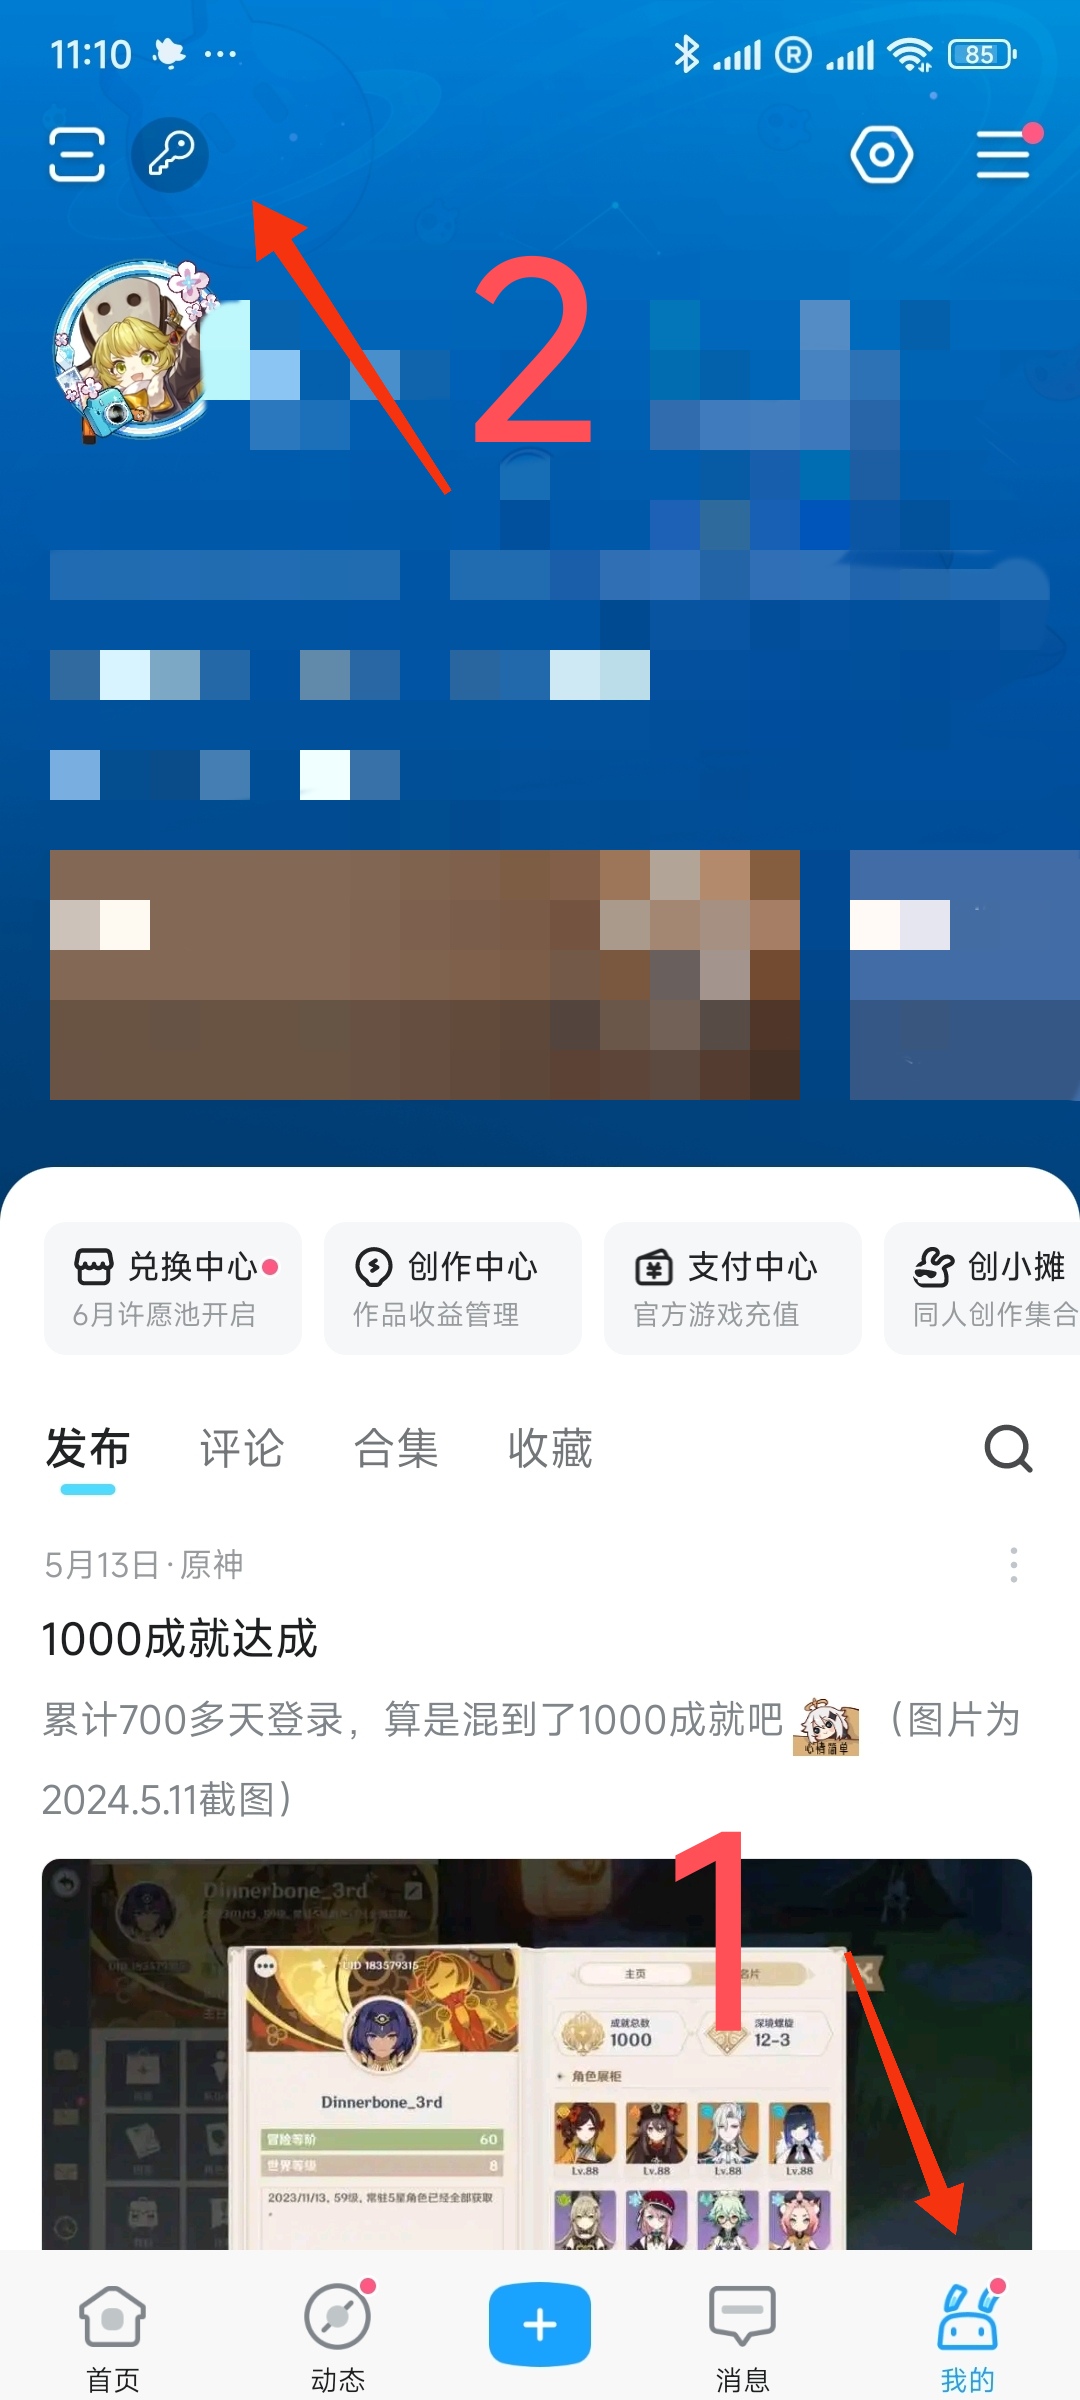 11:10
85
2
兑换中心
6月许愿池开启
创作中心
作品收益管理
支付中心
官方游戏充值
创小摊
同人创作集合
发布 评论 合集 收藏
5月13日·原神
1000成就达成
累计700多天登录，算是混到了1000成就吧 心情简单 （图片为
2024.5.11截图）
1
Dinnerbone_3rd
UID 183579315
主页
名片
成就总数
1000
深境螺旋
12-3
角色展柜
Dinnerbone_3rd
冒险等阶 60
世界等级 8
2023/11/13, 59级, 常驻5星角色已经全部获取
。
Lv.88 Lv.88 Lv.88 Lv.88
首页 动态 消息 我的